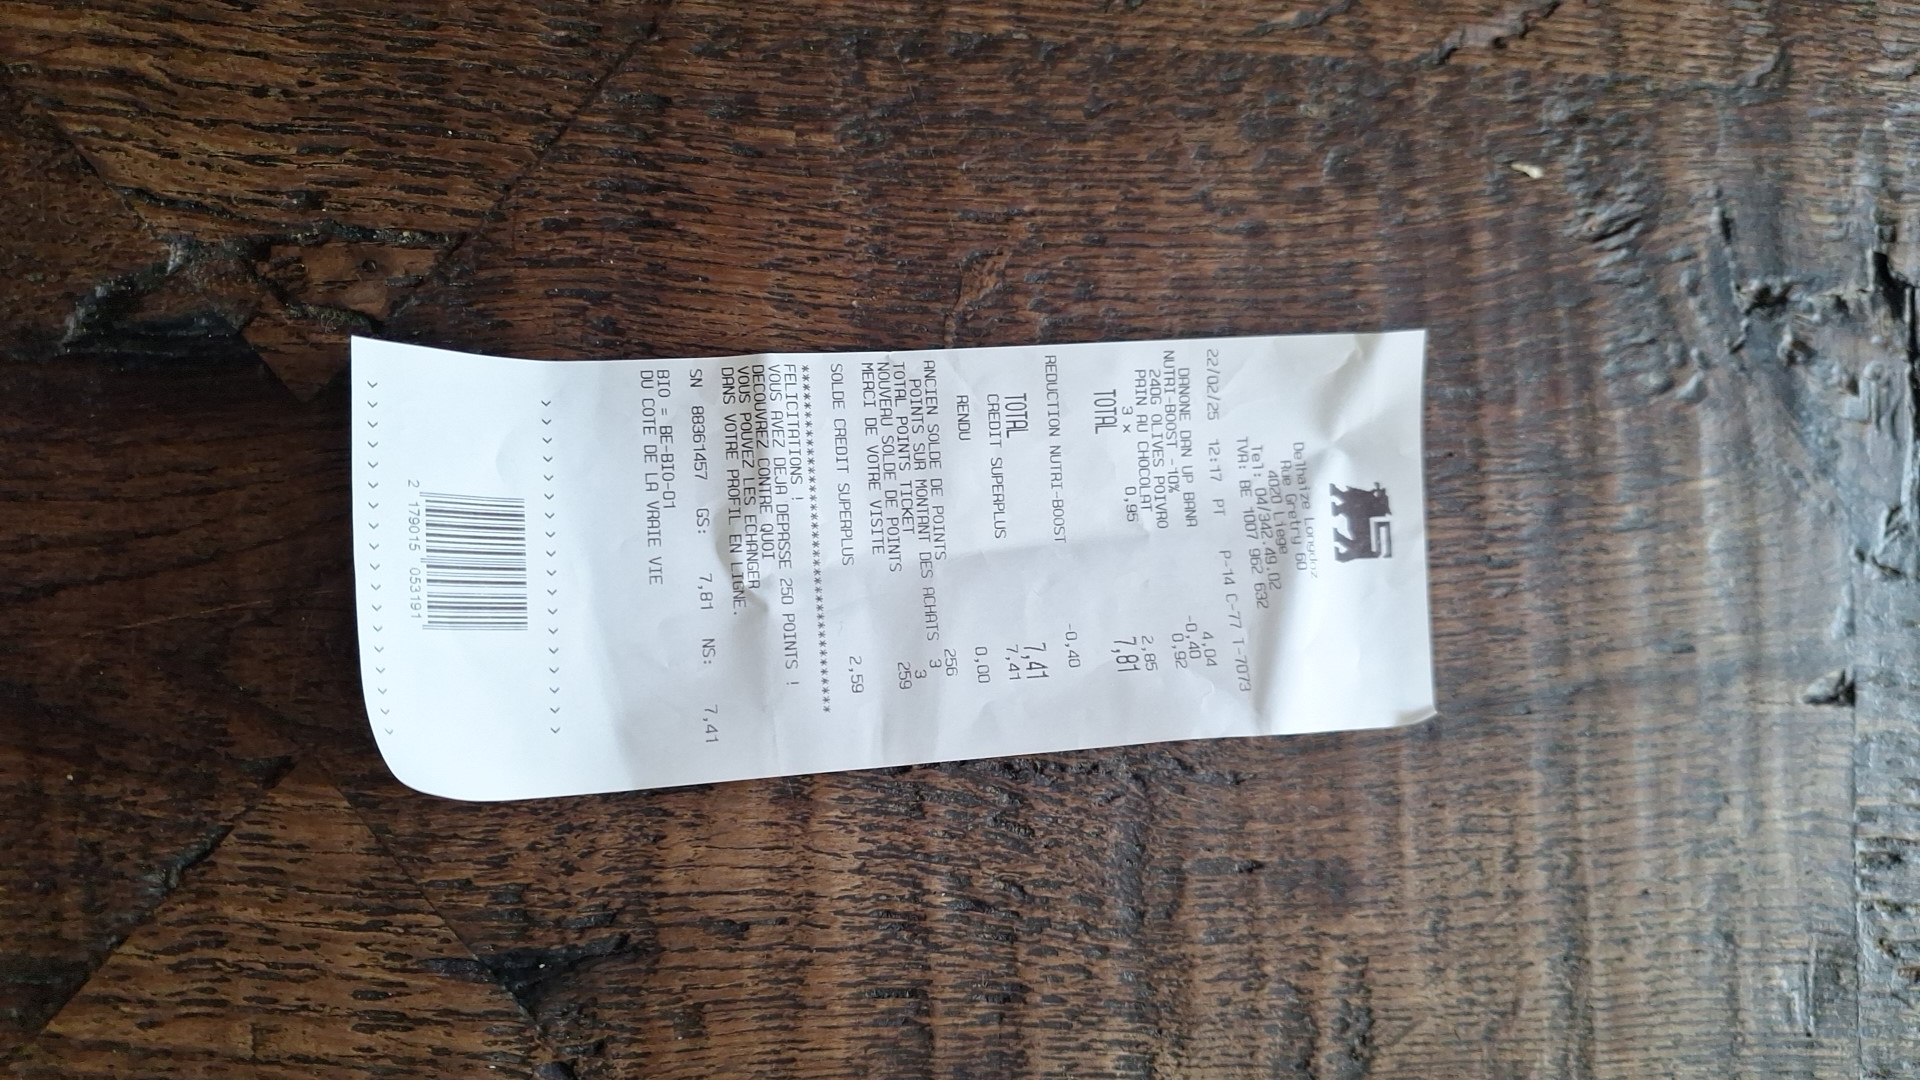 Delhaize Longdoz
Rue Gretry 60
4020 Liege
Tel: 04/342.49.02
TVA: BE 1007 962 632
P-14 C-77 T-7073
22/02/25 12:17 PT
DANONE DAN UP BANA 4,04
NUTRI-BOOST -10% -0,40
240G OLIVES POIVRO 0,92
PAIN AU CHOCOLAT
3 x 0,95 2,85
TOTAL 7,81
REDUCTION NUTRI-BOOST -0,40
TOTAL 7,41
CREDIT SUPERPLUS 7,41
RENDU 0,00
ANCIEN SOLDE DE POINTS 256
POINTS SUR MONTANT DES ACHATS 3
TOTAL POINTS TICKET 3
NOUVEAU SOLDE DE POINTS 259
MERCI DE VOTRE VISITE
SOLDE CREDIT SUPERPLUS 2,59
************************************
FELICITATIONS !
VOUS AVEZ DEJA DEPASSE 250 POINTS !
DECOUVREZ CONTRE QUOI
VOUS POUVEZ LES ECHANGER
DANS VOTRE PROFIL EN LIGNE.
SN 88361457 GS: 7,81 NS: 7,41
BIO = BE-BIO-01
DU COTE DE LA VRAIE VIE
2 179015 053191